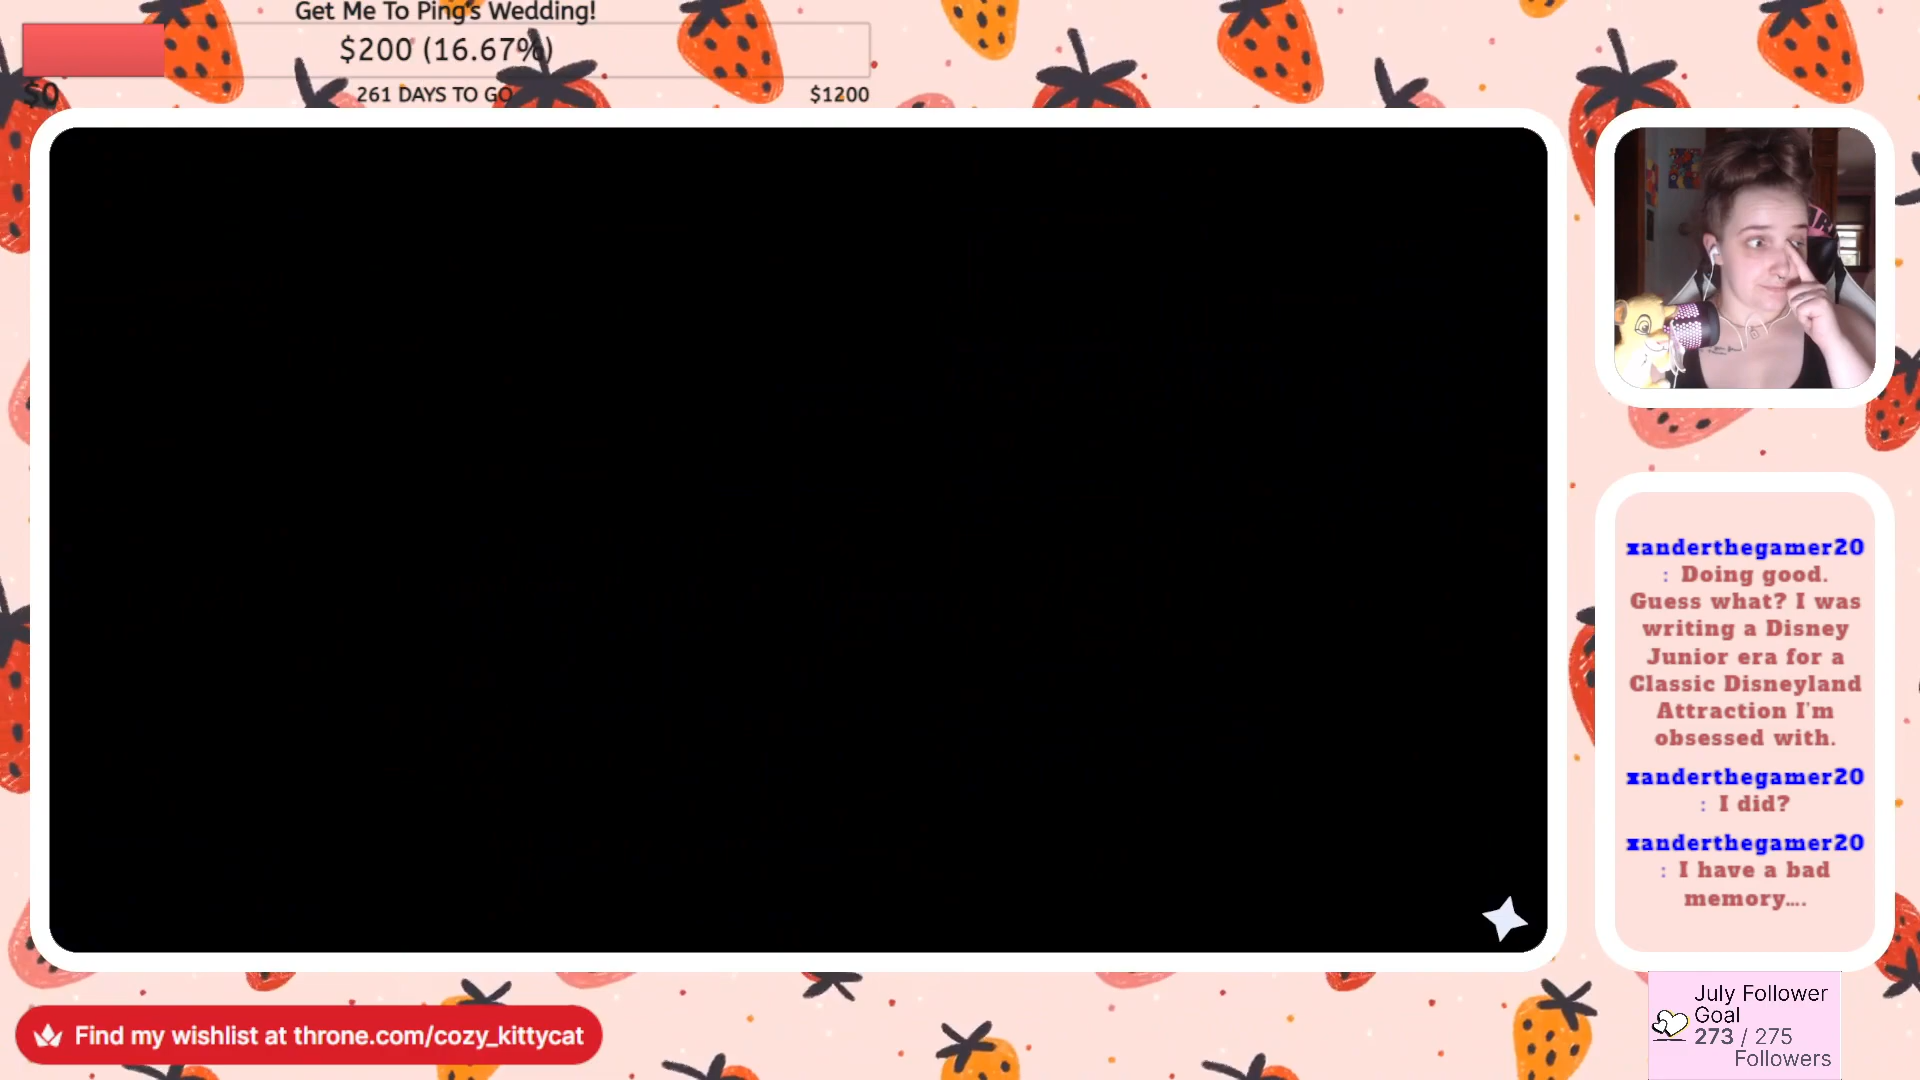 Get Me To Ping's Wedding!
$200 (16.67%)
$0
261 DAYS TO GO
$1200
xanderthegamer20
: Doing good.
Guess what? I was
writing a Disney
Junior era for a
Classic Disneyland
Attraction I'm
obsessed with.
xanderthegamer20
: I did?
xanderthegamer20
: I have a bad
memory....
Find my wishlist at throne.com/cozy_kittycat
July Follower
Goal
273 / 275
Followers